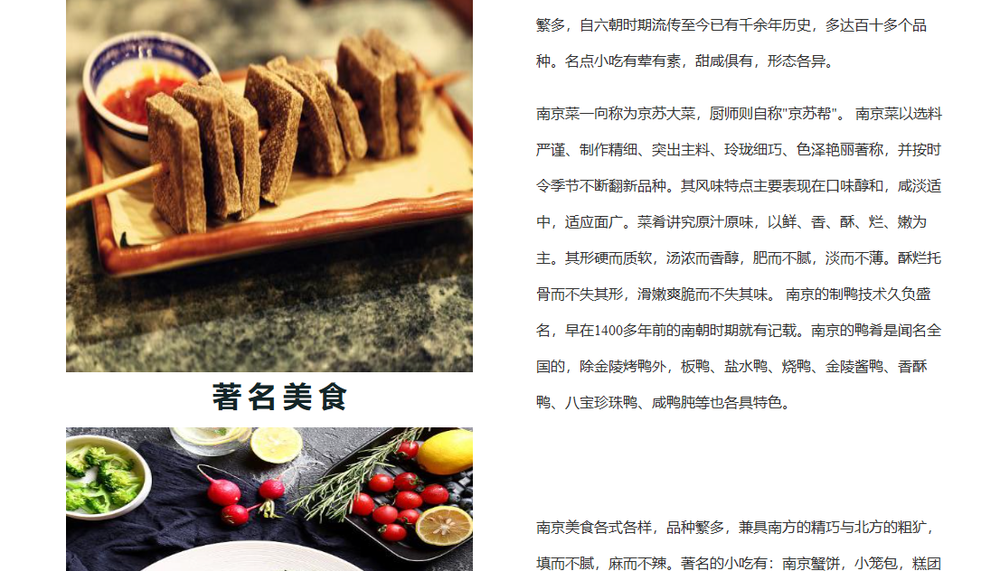 繁多，自六朝时期流传至今已有千余年历史，多达百十多个品
种。名点小吃有荤有素，甜咸俱有，形态各异。
南京菜一向称为京苏大菜，厨师则自称"京苏帮"。 南京菜以选料
严谨、制作精细、突出主料、玲珑细巧、色泽艳丽著称，并按时
令季节不断翻新品种。其风味特点主要表现在口味醇和，咸淡适
中，适应面广。菜肴讲究原汁原味，以鲜、香、酥、烂、嫩为
主。其形硬而质软，汤浓而香醇，肥而不腻，淡而不薄。酥烂托
骨而不失其形，滑嫩爽脆而不失其味。 南京的制鸭技术久负盛
名，早在1400多年前的南朝时期就有记载。南京的鸭肴是闻名全
国的，除金陵烤鸭外，板鸭、盐水鸭、烧鸭、金陵酱鸭、香酥
鸭、八宝珍珠鸭、咸鸭肫等也各具特色。
著名美食
南京美食各式各样，品种繁多，兼具南方的精巧与北方的粗犷，
填而不腻，麻而不辣。著名的小吃有：南京蟹饼，小笼包，糕团